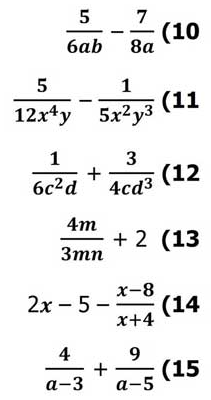 5/6ab − 7/8a (10
5/12x⁴y − 1/5x²y³ (11
1/6c²d + 3/4cd³ (12
4m/3mn + 2 (13
2x − 5 − x−8/x+4 (14
4/a−3 + 9/a−5 (15